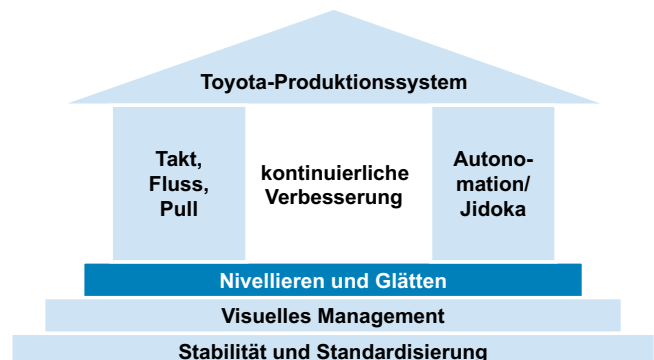 Toyota-Produktionssystem
Takt,
Fluss,
Pull
kontinuierliche
Verbesserung
Autono-
mation/
Jidoka
Nivellieren und Glätten
Visuelles Management
Stabilität und Standardisierung